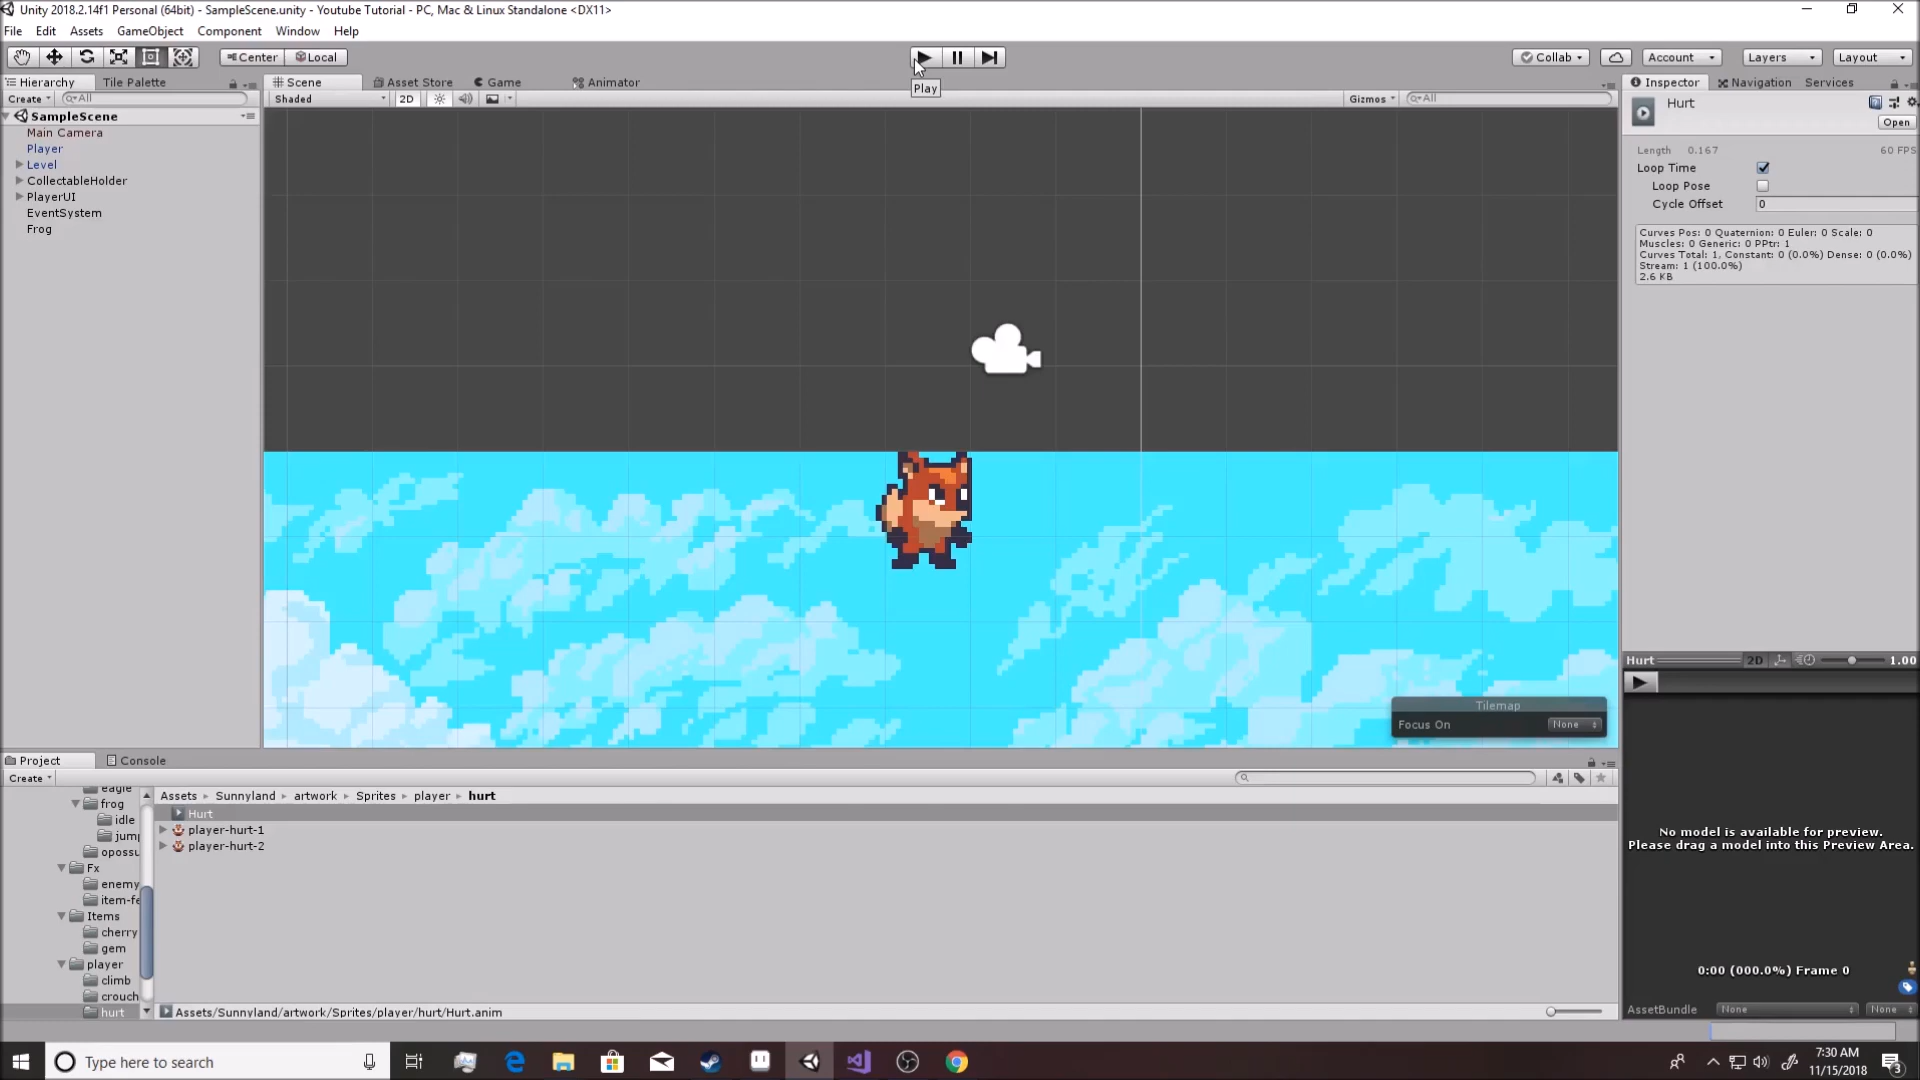 Unity 2018.2.14f1 Personal (64bit) - SampleScene.unity - Youtube Tutorial - PC, Mac & Linux Standalone <DX11>
File Edit Assets GameObject Component Window Help
Center Local Collab Account Layers Layout
Play
Hierarchy Tile Palette
Create All
SampleScene
Main Camera
Player
Level
CollectableHolder
PlayerUI
EventSystem
Frog
Scene Asset Store Game Animator
Shaded 2D Gizmos All
Tilemap
Focus On None
Inspector Navigation Services
Hurt
Open
Length 0.167 60 FPS
Loop Time
Loop Pose
Cycle Offset 0
Curves Pos: 0 Quaternion: 0 Euler: 0 Scale: 0
Muscles: 0 Generic: 0 PPtr: 1
Curves Total: 1, Constant: 0 (0.0%) Dense: 0 (0.0%)
Stream: 1 (100.0%)
2.6 KB
Hurt 2D 1.00
No model is available for preview.
Please drag a model into this Preview Area.
0:00 (000.0%) Frame 0
AssetBundle None None
Project Console
Create
eagle
frog
idle
jump
opossu
Fx
enemy
item-fe
Items
cherry
gem
player
climb
crouch
hurt
Assets Sunnyland artwork Sprites player hurt
Hurt
player-hurt-1
player-hurt-2
Assets/Sunnyland/artwork/Sprites/player/hurt/Hurt.anim
Type here to search
7:30 AM
11/15/2018
3